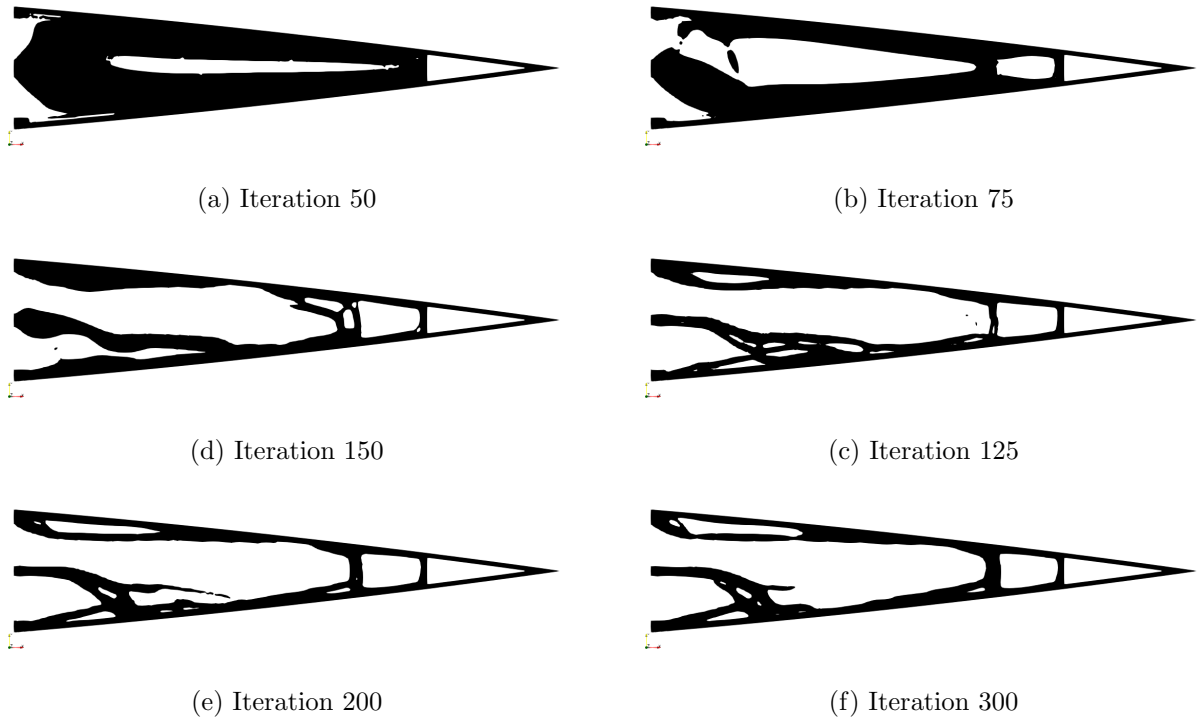 (a) Iteration 50
(b) Iteration 75
(d) Iteration 150
(c) Iteration 125
(e) Iteration 200
(f) Iteration 300